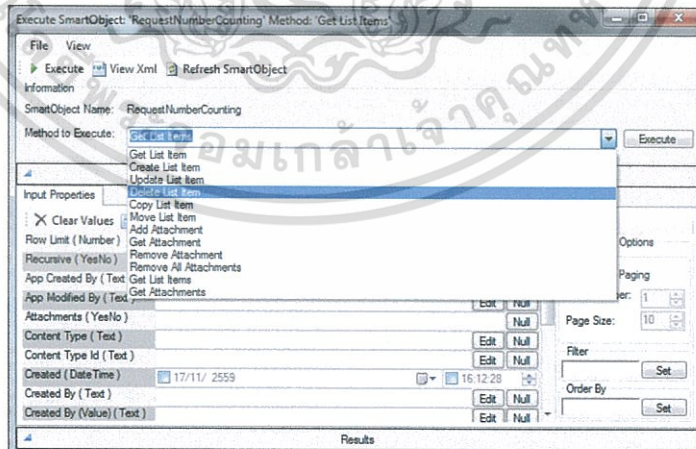 Execute SmartObject: 'RequestNumberCounting' Method: 'Get List Items'
File View
Execute View Xml Refresh SmartObject
Information
SmartObject Name: RequestNumberCounting
Method to Execute: Get List Items Execute
Get List Item
Create List Item
Update List Item
Delete List Item
Copy List Item
Move List Item
Add Attachment
Get Attachment
Remove Attachment
Remove All Attachments
Get List Items
Get Attachments
Input Properties
Clear Values
Row Limit ( Number )
Recursive ( YesNo )
App Created By ( Text
App Modified By ( Text ) Edit Null
Attachments ( YesNo ) Null
Content Type ( Text ) Edit Null
Content Type Id ( Text ) Edit Null
Created ( DateTime ) 17/11/ 2559 16:12:28
Created By ( Text ) Edit Null
Created By (Value) ( Text ) Edit Null
Options
Paging
er: 1
Page Size: 10
Filter
Set
Order By
Set
Results